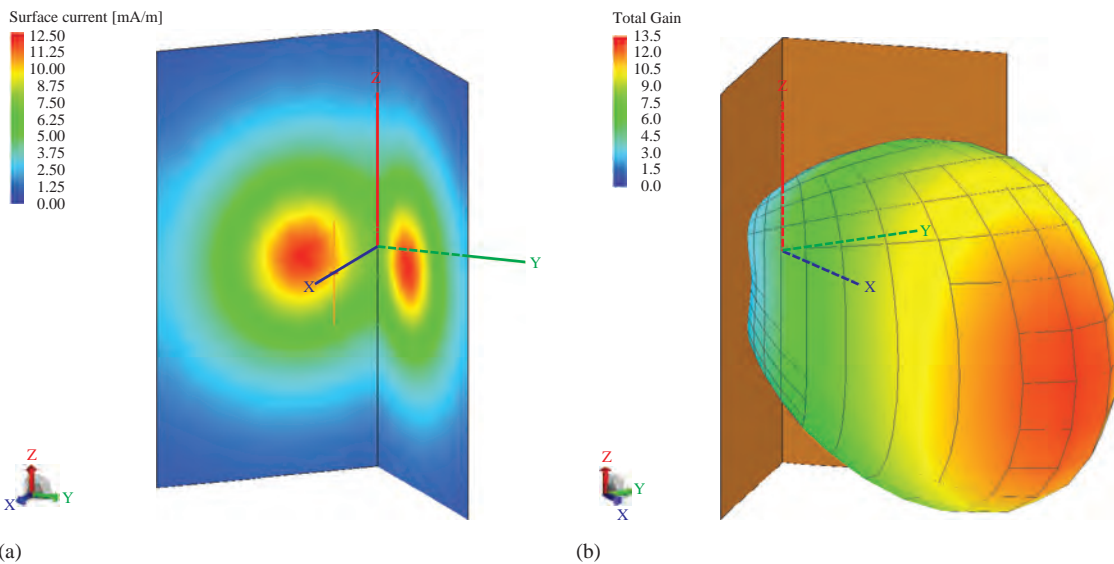 Surface current [mA/m]
12.50
11.25
10.00
8.75
7.50
6.25
5.00
3.75
2.50
1.25
0.00
Z
X
Y
Z
X
Y
(a)
Total Gain
13.5
12.0
10.5
9.0
7.5
6.0
4.5
3.0
1.5
0.0
Z
Y
X
Z
Y
X
(b)